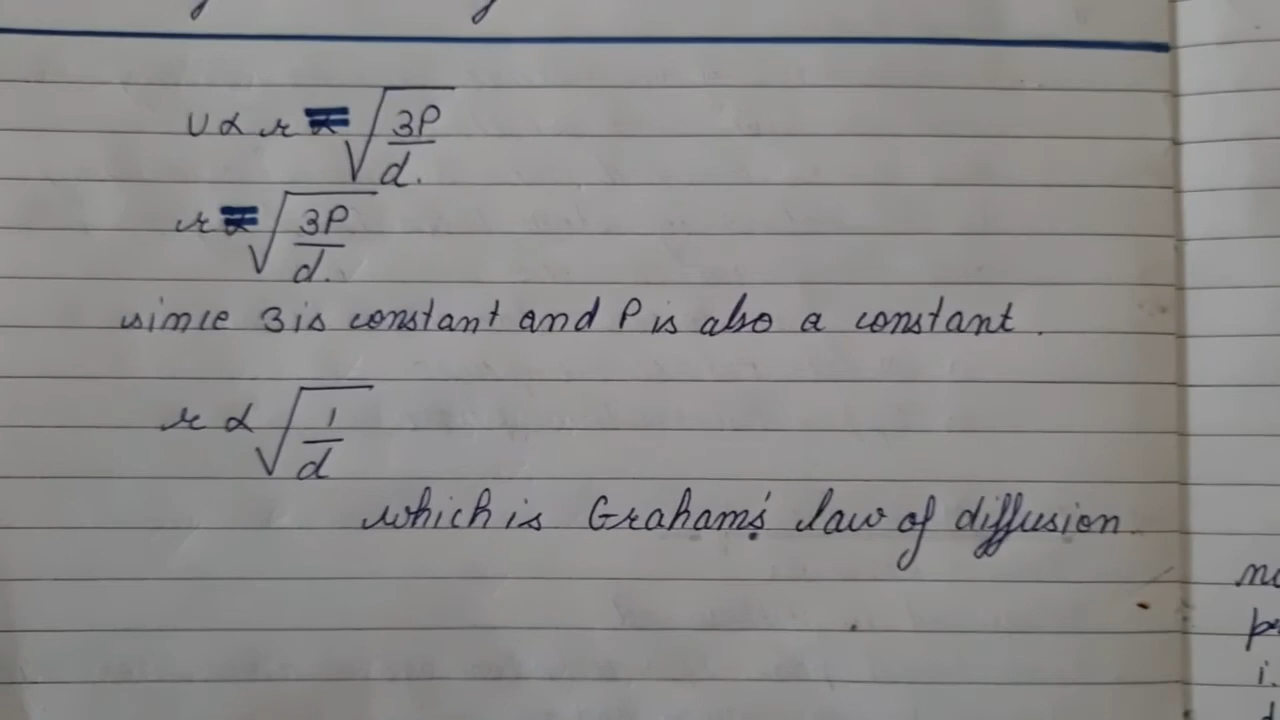 υ α r = √3P/d.
r = √3P/d.
since 3 is constant and P is also a constant.
r α √1/d
which is Graham's law of diffusion
i.